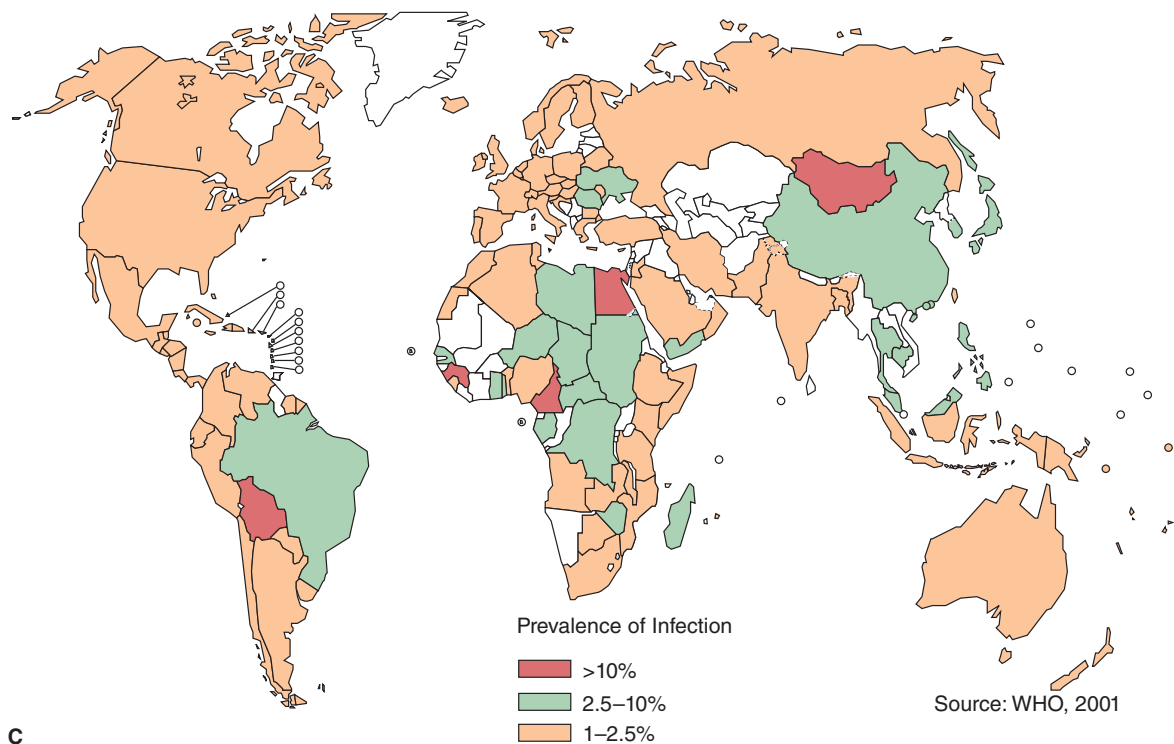 Prevalence of Infection
>10%
2.5–10%
1–2.5%
Source: WHO, 2001
C